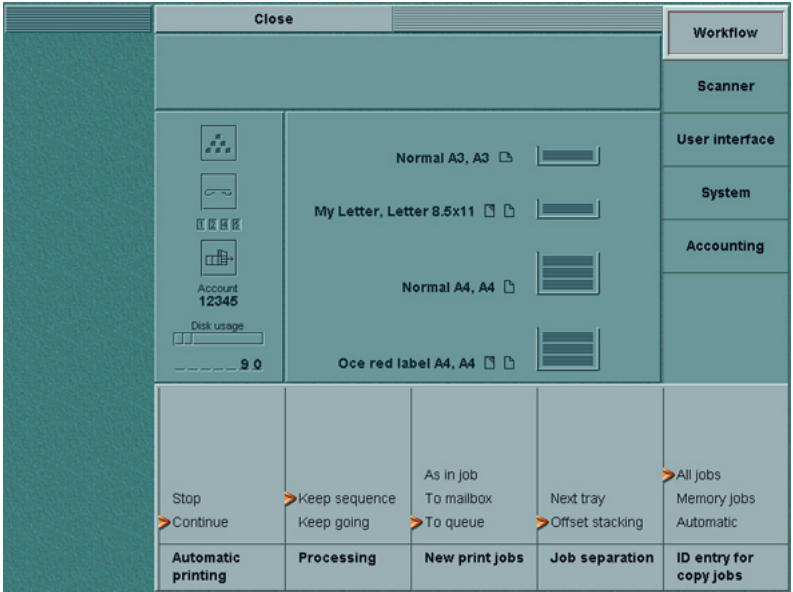 Close
Workflow
Scanner
User interface
System
Accounting
Normal A3, A3
My Letter, Letter 8.5x11
Normal A4, A4
Oce red label A4, A4
Account
12345
Disk usage
_____90
As in job
All jobs
Stop
Keep sequence
To mailbox
Next tray
Memory jobs
Continue
Keep going
To queue
Offset stacking
Automatic
Automatic
printing
Processing
New print jobs
Job separation
ID entry for
copy jobs